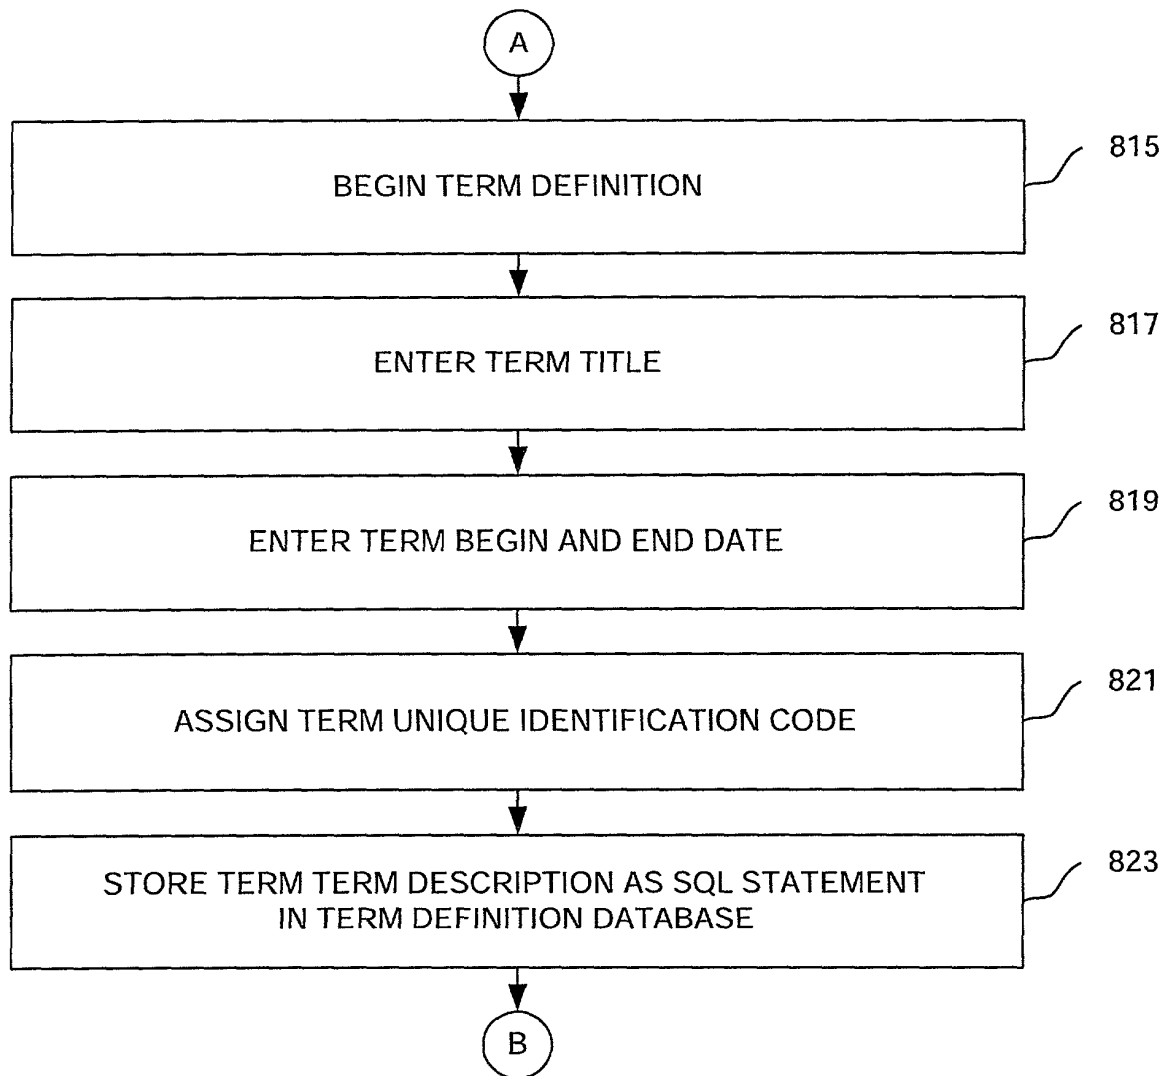 A
BEGIN TERM DEFINITION
815
ENTER TERM TITLE
817
ENTER TERM BEGIN AND END DATE
819
ASSIGN TERM UNIQUE IDENTIFICATION CODE
821
STORE TERM TERM DESCRIPTION AS SQL STATEMENT
IN TERM DEFINITION DATABASE
823
B